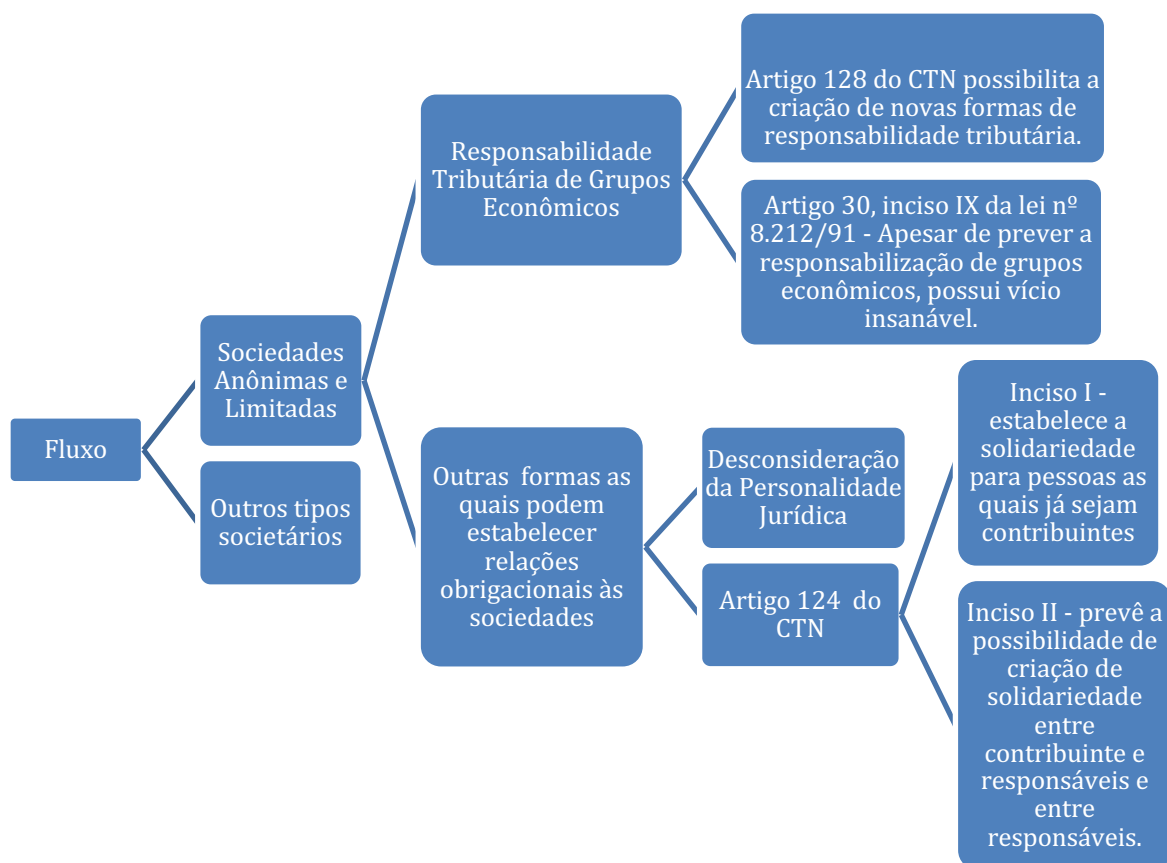 Fluxo
Sociedades
Anônimas e
Limitadas
Responsabilidade
Tributária de Grupos
Econômicos
Artigo 128 do CTN possibilita a
criação de novas formas de
responsabilidade tributária.
Artigo 30, inciso IX da lei nº
8.212/91 - Apesar de prever a
responsabilização de grupos
econômicos, possui vício
insanável.
Outras formas as
quais podem
estabelecer
relações
obrigacionais às
sociedades
Desconsideração
da Personalidade
Jurídica
Artigo 124 do
CTN
Inciso I -
estabelece a
solidariedade
para pessoas as
quais já sejam
contribuintes
Inciso II - prevê a
possibilidade de
criação de
solidariedade
entre
contribuinte e
responsáveis e
entre
responsáveis.
Outros tipos
societários